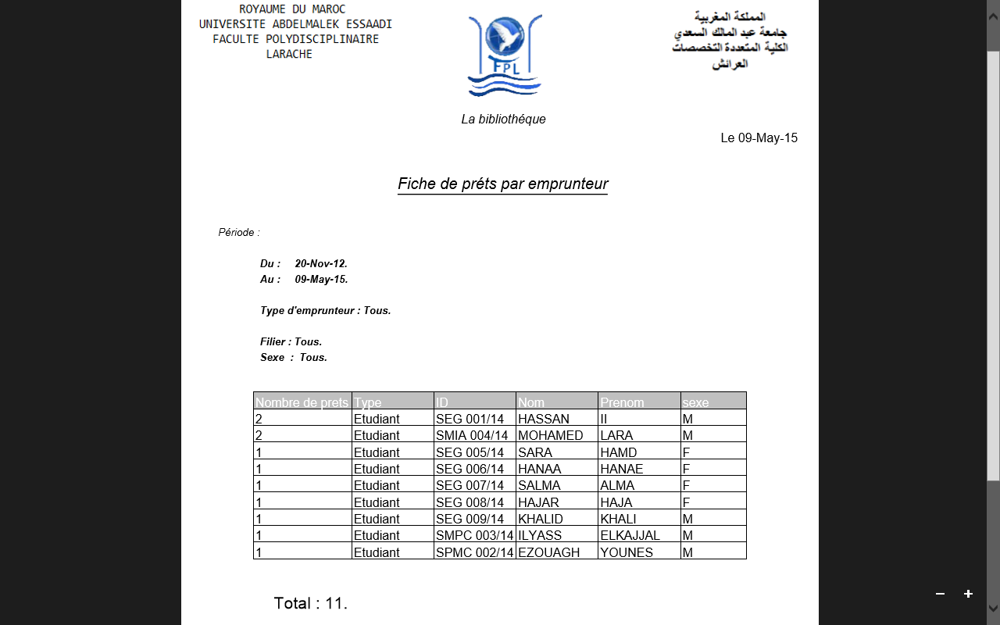 ROYAUME DU MAROC
UNIVERSITE ABDELMALEK ESSAADI
FACULTE POLYDISCIPLINAIRE
LARACHE
المملكة المغربية
جامعة عبد المالك السعدي
الكلية المتعددة التخصصات
العرائش
FPL
La bibliothéque
Le 09-May-15
Fiche de préts par emprunteur
Période :
Du : 20-Nov-12.
Au : 09-May-15.
Type d'emprunteur : Tous.
Filier : Tous.
Sexe : Tous.
Nombre de prets Type ID Nom Prenom sexe
2 Etudiant SEG 001/14 HASSAN II M
2 Etudiant SMIA 004/14 MOHAMED LARA M
1 Etudiant SEG 005/14 SARA HAMD F
1 Etudiant SEG 006/14 HANAA HANAE F
1 Etudiant SEG 007/14 SALMA ALMA F
1 Etudiant SEG 008/14 HAJAR HAJA F
1 Etudiant SEG 009/14 KHALID KHALI M
1 Etudiant SMPC 003/14 ILYASS ELKAJJAL M
1 Etudiant SPMC 002/14 EZOUAGH YOUNES M
Total : 11.